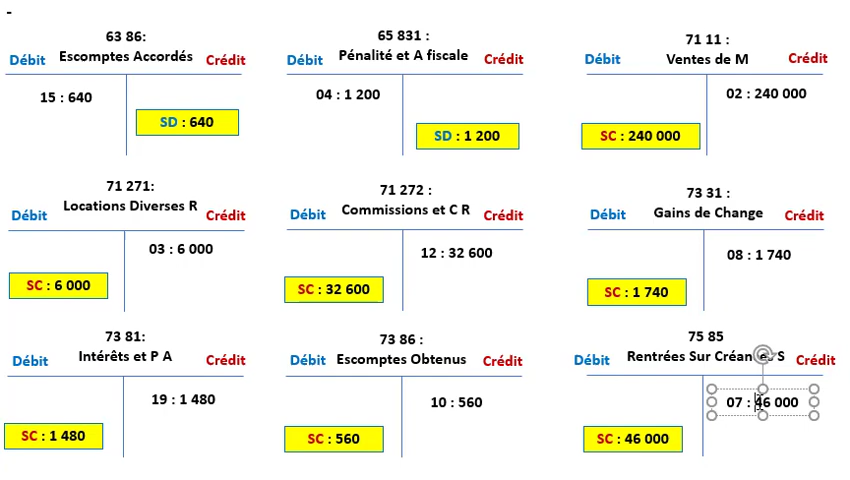 -
63 86:
Débit Escomptes Accordés Crédit
15 : 640
SD : 640
65 831 :
Débit Pénalité et A fiscale Crédit
04 : 1 200
SD : 1 200
71 11 :
Débit Ventes de M Crédit
02 : 240 000
SC : 240 000
71 271:
Débit Locations Diverses R Crédit
03 : 6 000
SC : 6 000
71 272 :
Débit Commissions et C R Crédit
12 : 32 600
SC : 32 600
73 31 :
Débit Gains de Change Crédit
08 : 1 740
SC : 1 740
73 81:
Débit Intérêts et P A Crédit
19 : 1 480
SC : 1 480
73 86 :
Débit Escomptes Obtenus Crédit
10 : 560
SC : 560
75 85
Débit Rentrées Sur Créances S Crédit
07 : 46 000
SC : 46 000